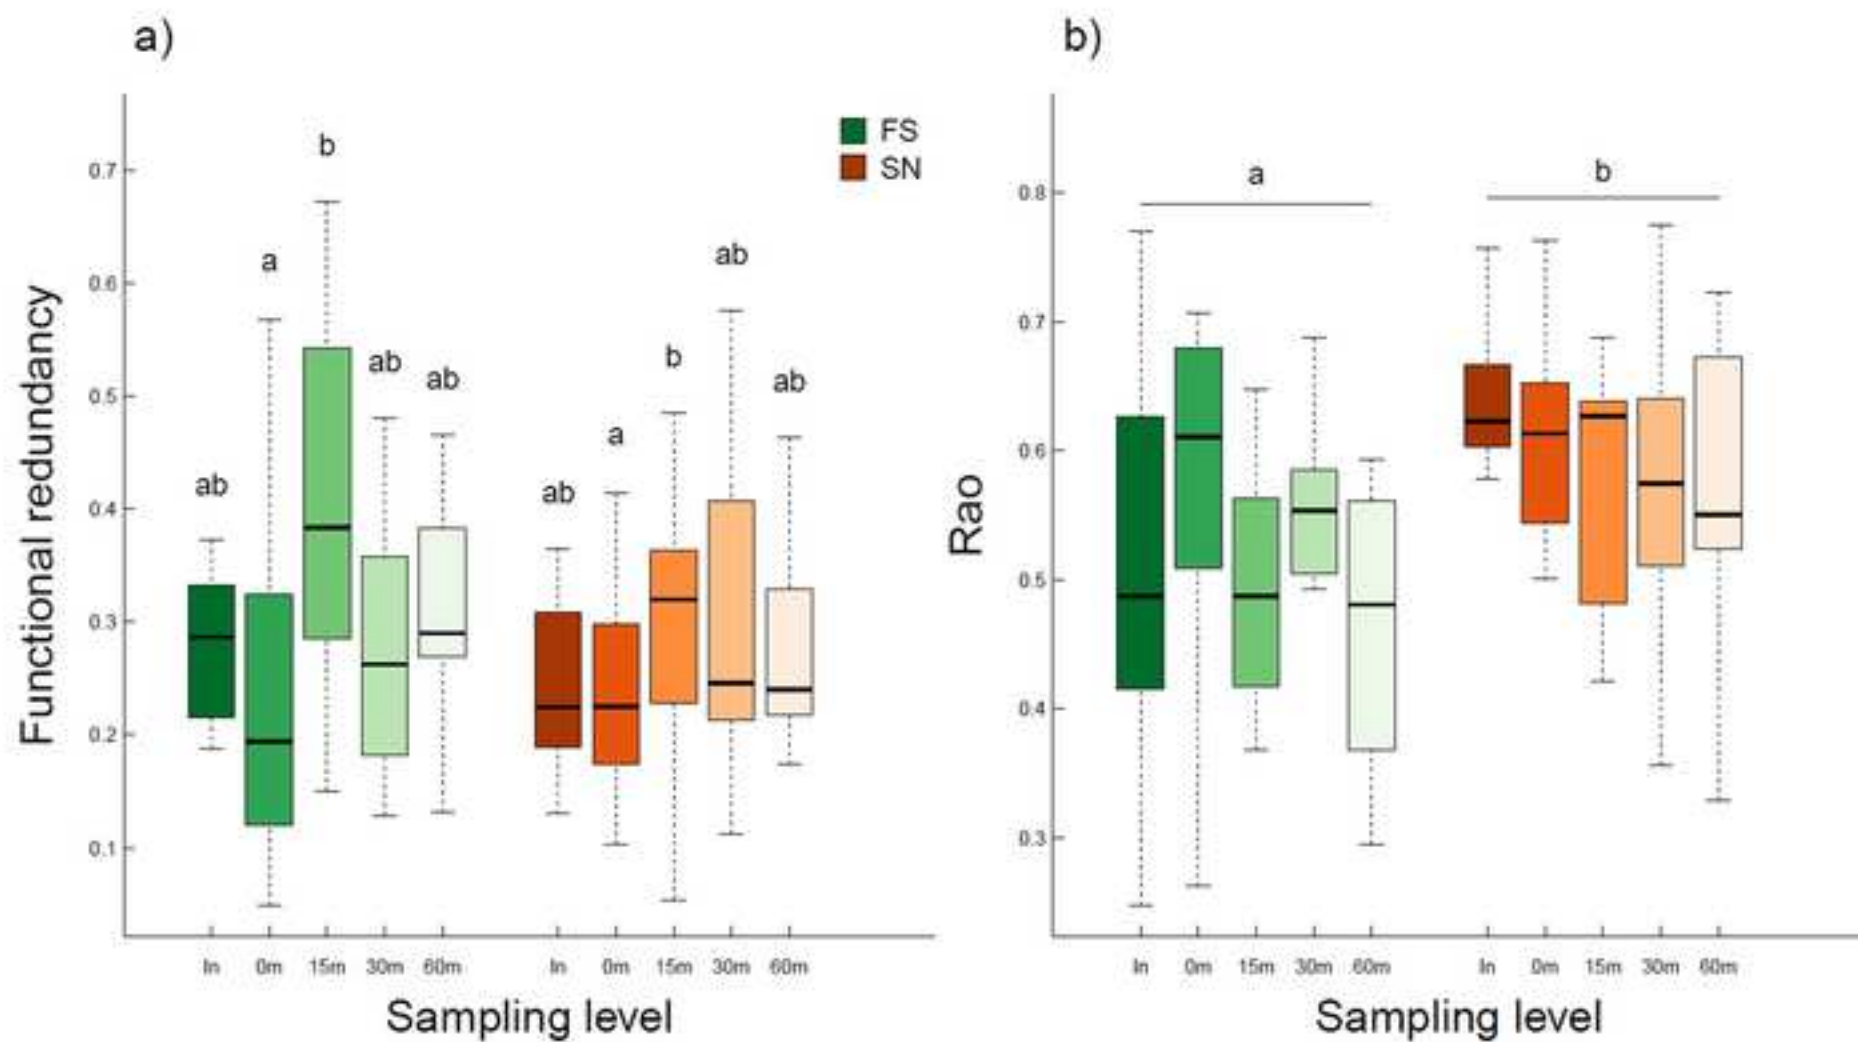 a)
b)
FS
SN
Functional redundancy
0.7
0.6
0.5
0.4
0.3
0.2
0.1
ab
a
b
ab
ab
ab
a
b
ab
ab
In 0m 15m 30m 60m In 0m 15m 30m 60m
Sampling level
Rao
0.8
0.7
0.6
0.5
0.4
0.3
a
b
In 0m 15m 30m 60m In 0m 15m 30m 60m
Sampling level